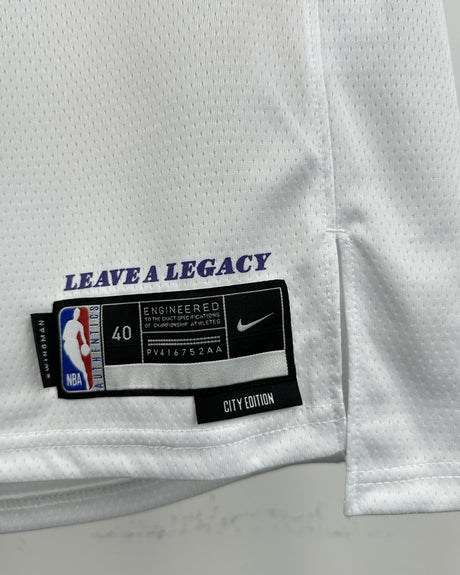 LEAVE A LEGACY
SWINGMAN
NBA
AUTHENTICS
40
ENGINEERED
TO THE EXACT SPECIFICATIONS
OF CHAMPIONSHIP ATHLETES
PV416752AA
CITY EDITION